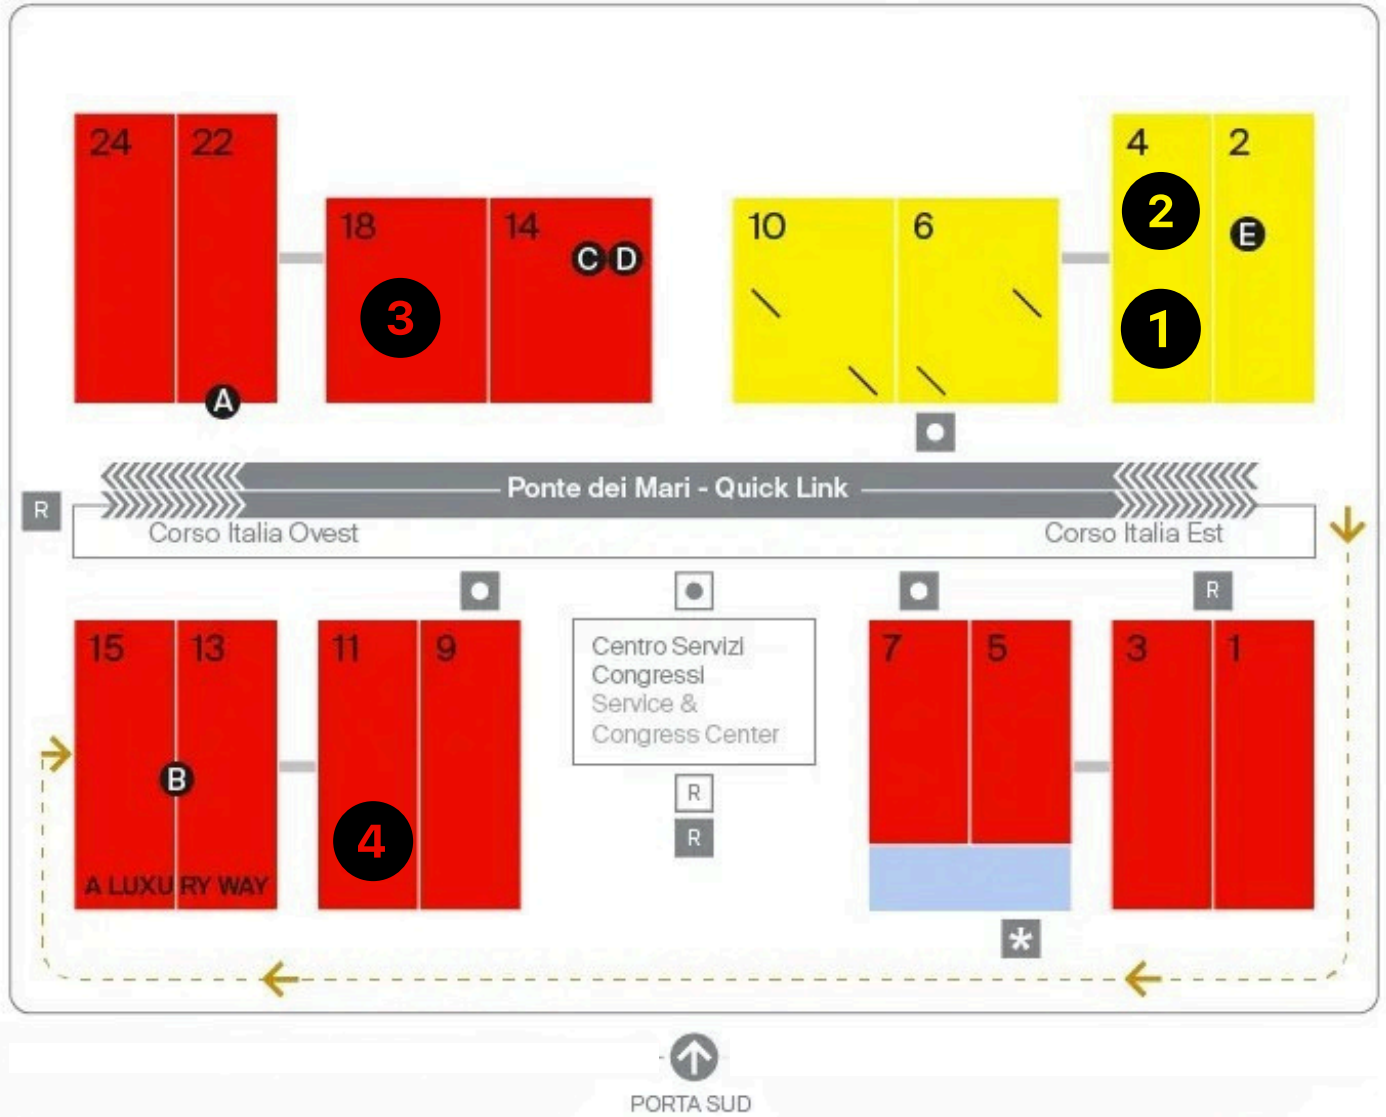 24
22
4
2
18
14
10
6
2
E
C
D
3
1
A
Ponte dei Mari - Quick Link
R
Corso Italia Ovest
Corso Italia Est
R
15
13
11
9
Centro Servizi
Congressi
Service &
Congress Center
7
5
3
1
B
R
R
4
A LUXURY WAY
*
PORTA SUD